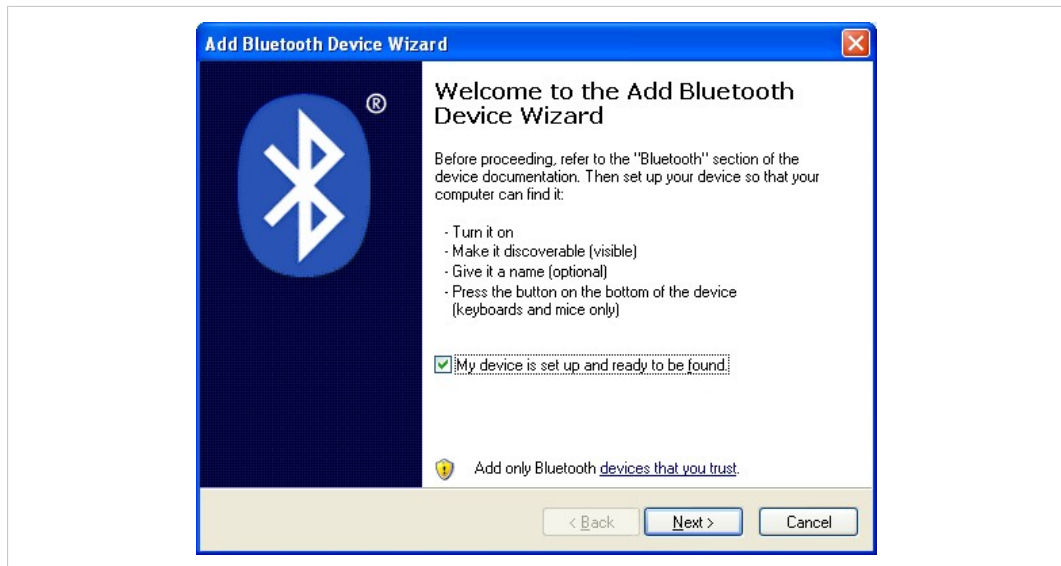 Add Bluetooth Device Wizard
®
Welcome to the Add Bluetooth
Device Wizard
Before proceeding, refer to the "Bluetooth" section of the
device documentation. Then set up your device so that your
computer can find it:
- Turn it on
- Make it discoverable (visible)
- Give it a name (optional)
- Press the button on the bottom of the device
(keyboards and mice only)
My device is set up and ready to be found.
Add only Bluetooth devices that you trust.
< Back Next > Cancel